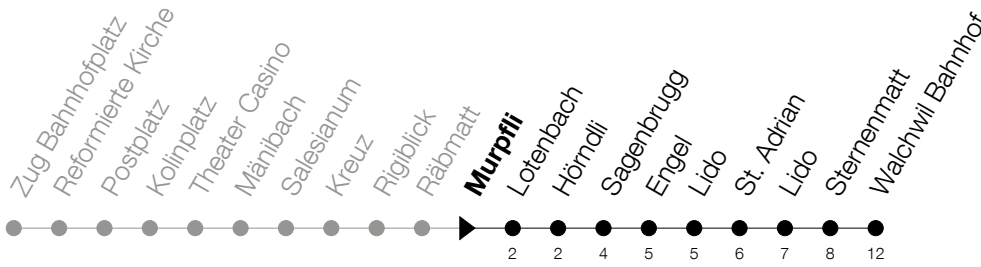 Zug Bahnhofplatz
Reformierte Kirche
Postplatz
Kolinplatz
Theater Casino
Mänibach
Salesianum
Kreuz
Rigiblick
Räbmatt
Murpfli
Lotenbach
Hörndli
Sagenbrugg
Engel
Lido
St. Adrian
Lido
Sternenmatt
Walchwil Bahnhof
2 2 4 5 5 6 7 8 12